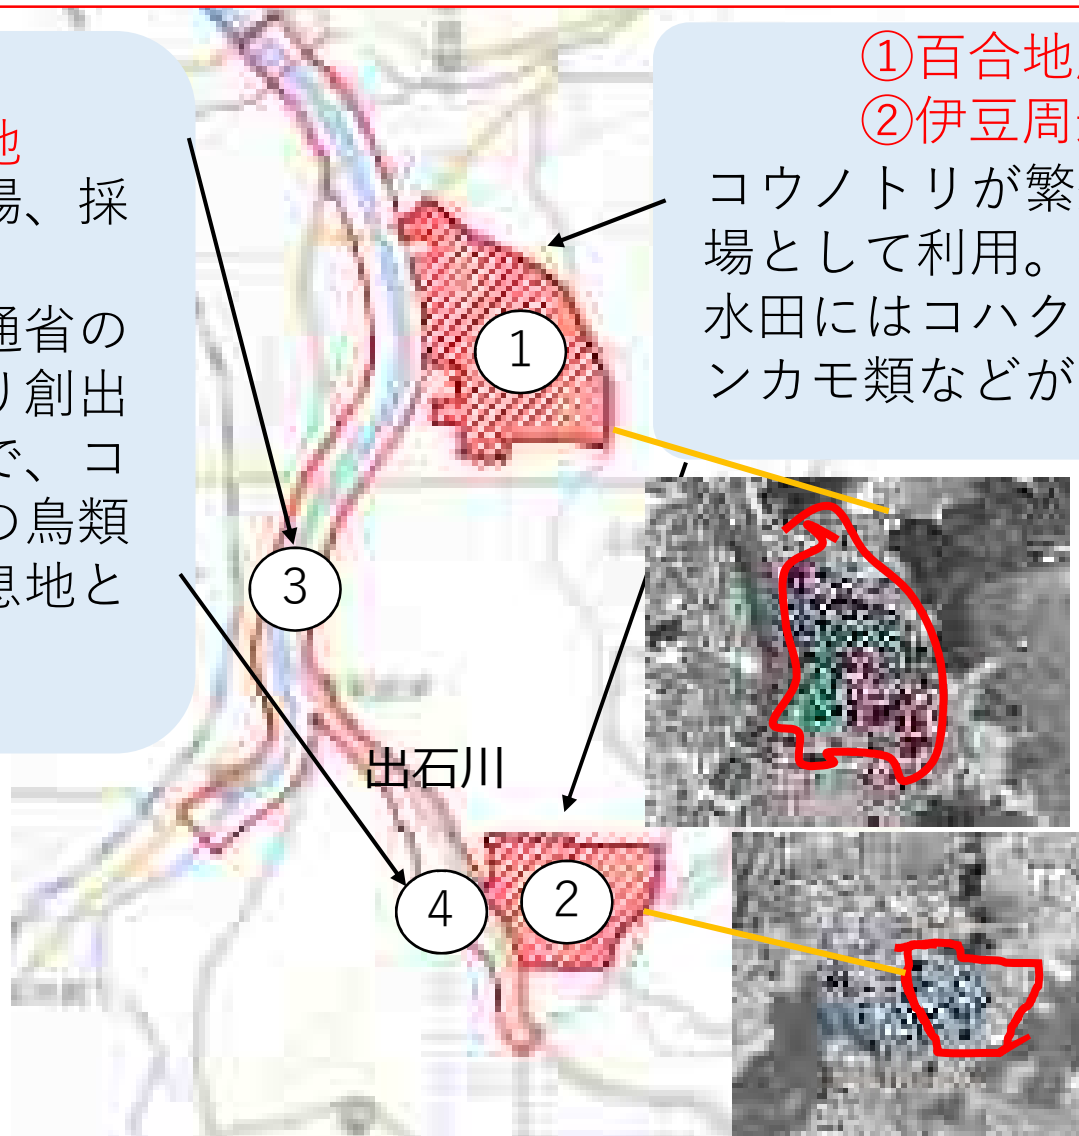 地
場、採
通省の
り創出
で、コ
の鳥類
息地と
①百合地
②伊豆周
コウノトリが繁
場として利用。
水田にはコハク
ンカモ類などが
1
3
出石川
4
2